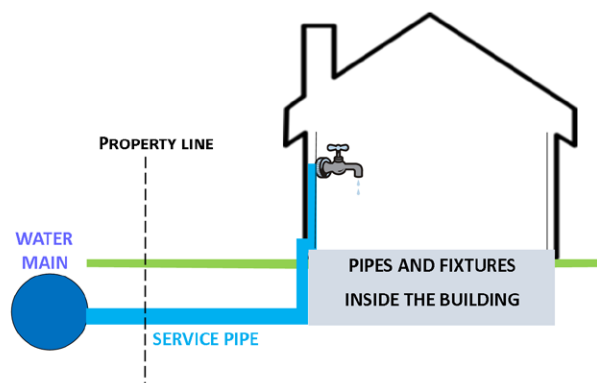 PROPERTY LINE
WATER
MAIN
PIPES AND FIXTURES
INSIDE THE BUILDING
SERVICE PIPE